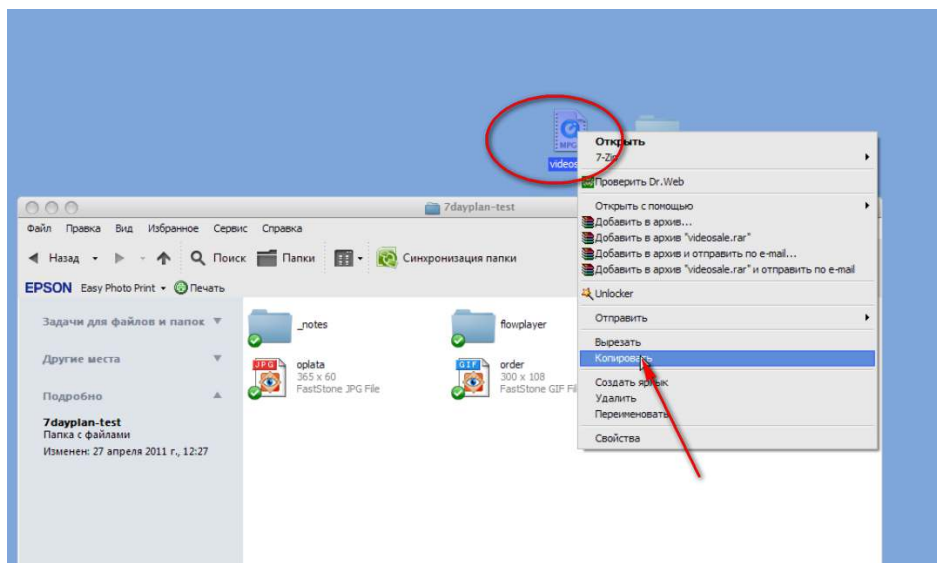 MPG
videos
Открыть
7-Zip
Проверить Dr.Web
Открыть с помощью
Добавить в архив...
Добавить в архив "videosale.rar"
Добавить в архив и отправить по e-mail...
Добавить в архив "videosale.rar" и отправить по e-mail
Unlocker
Отправить
Вырезать
Копировать
Создать ярлык
Удалить
Переименовать
Свойства
7dayplan-test
Файл Правка Вид Избранное Сервис Справка
Назад Поиск Папки Синхронизация папки
EPSON Easy Photo Print Печать
Задачи для файлов и папок
Другие места
Подробно
7dayplan-test
Папка с файлами
Изменен: 27 апреля 2011 г., 12:27
_notes
flowplayer
JPG
oplata
365 x 60
FastStone JPG File
GIF
order
300 x 108
FastStone GIF Fi